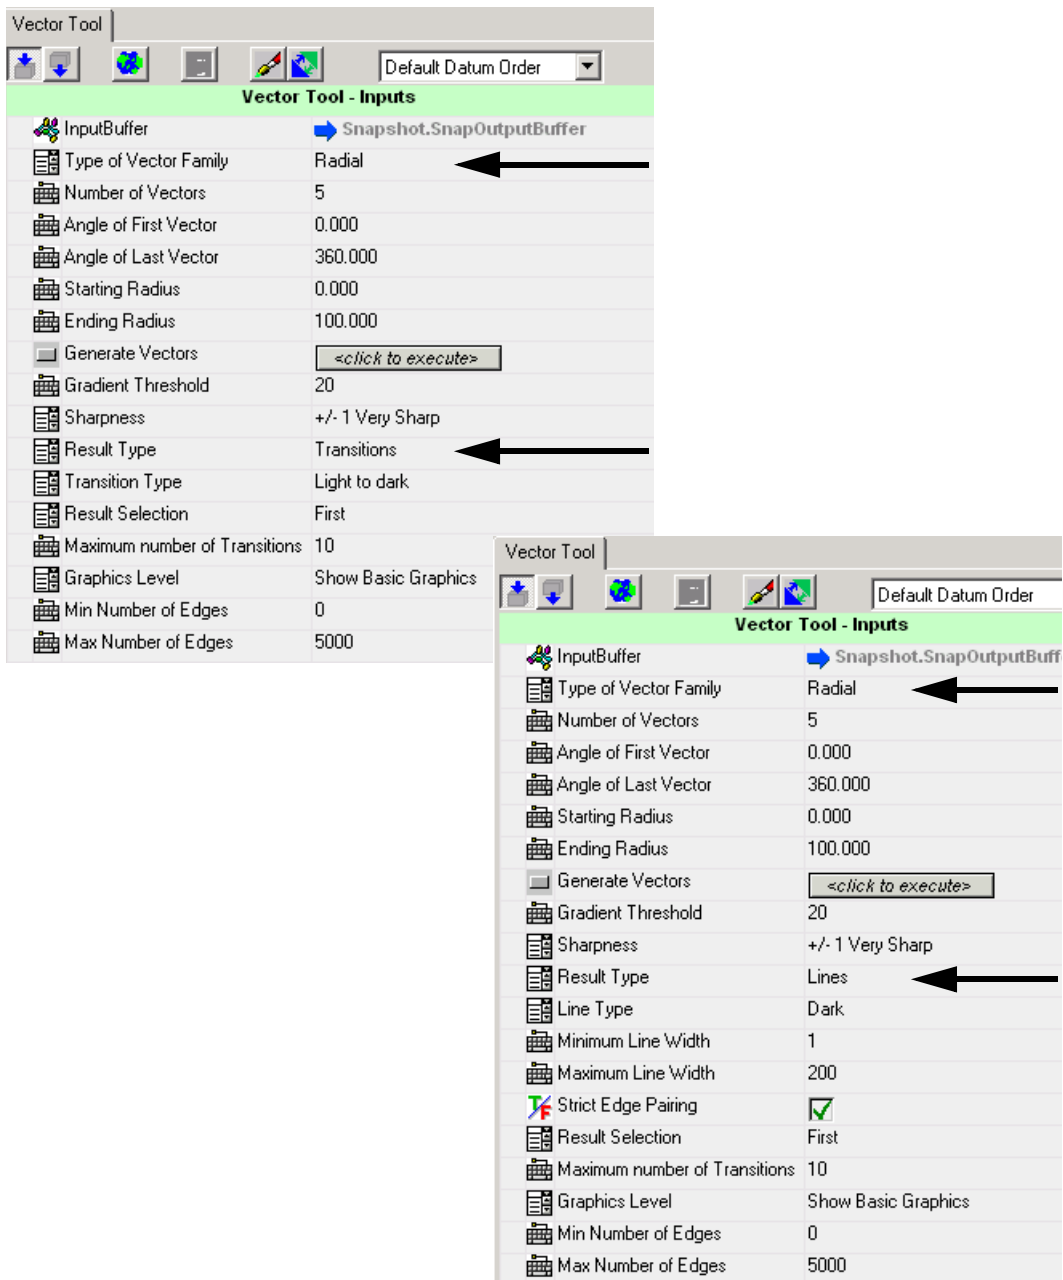 Vector Tool
Default Datum Order
Vector Tool - Inputs
InputBuffer Snapshot.SnapOutputBuffer
Type of Vector Family Radial
Number of Vectors 5
Angle of First Vector 0.000
Angle of Last Vector 360.000
Starting Radius 0.000
Ending Radius 100.000
Generate Vectors <click to execute>
Gradient Threshold 20
Sharpness +/- 1 Very Sharp
Result Type Transitions
Transition Type Light to dark
Result Selection First
Maximum number of Transitions 10
Graphics Level Show Basic Graphics
Min Number of Edges 0
Max Number of Edges 5000
Vector Tool
Default Datum Order
Vector Tool - Inputs
InputBuffer Snapshot.SnapOutputBuff
Type of Vector Family Radial
Number of Vectors 5
Angle of First Vector 0.000
Angle of Last Vector 360.000
Starting Radius 0.000
Ending Radius 100.000
Generate Vectors <click to execute>
Gradient Threshold 20
Sharpness +/- 1 Very Sharp
Result Type Lines
Line Type Dark
Minimum Line Width 1
Maximum Line Width 200
T/F Strict Edge Pairing
Result Selection First
Maximum number of Transitions 10
Graphics Level Show Basic Graphics
Min Number of Edges 0
Max Number of Edges 5000